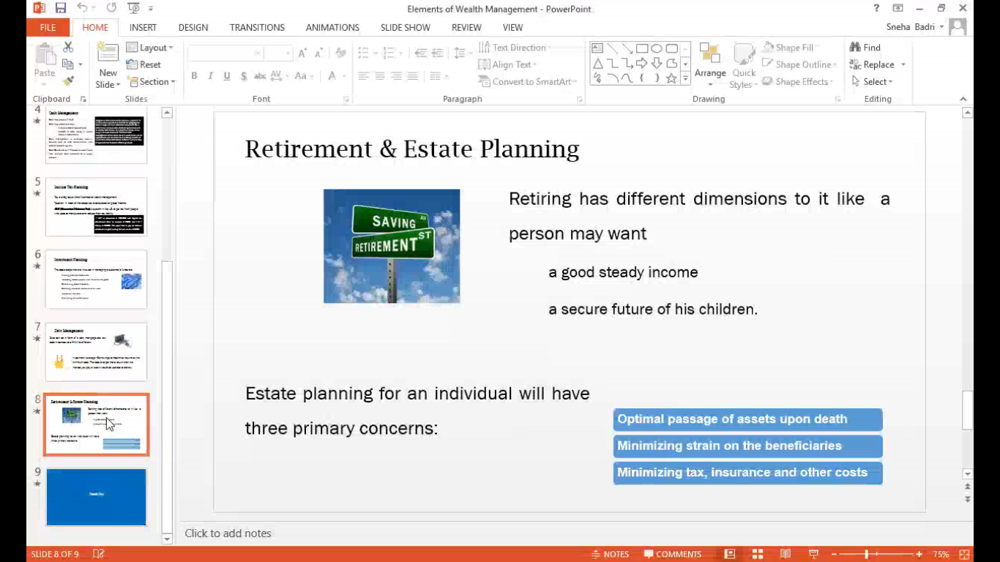 Elements of Wealth Management - PowerPoint
?
FILE HOME INSERT DESIGN TRANSITIONS ANIMATIONS SLIDE SHOW REVIEW VIEW
Sneha Badri
Paste
Clipboard
New
Slide
Layout
Reset
Section
Slides
B I U S abc AV Aa A
Font
Text Direction
Align Text
Convert to SmartArt
Paragraph
Arrange
Quick
Styles
Shape Fill
Shape Outline
Shape Effects
Drawing
Find
Replace
Select
Editing
4
Cash Management
5
Income Tax Planning
6
Investment Planning
7
Debt Management
8
Retirement & Estate Planning
9
Thank You
Retirement & Estate Planning
SAVING AV
RETIREMENT ST
Retiring has different dimensions to it like a
person may want
a good steady income
a secure future of his children.
Estate planning for an individual will have
three primary concerns:
Optimal passage of assets upon death
Minimizing strain on the beneficiaries
Minimizing tax, insurance and other costs
Click to add notes
SLIDE 8 OF 9
NOTES COMMENTS
75%